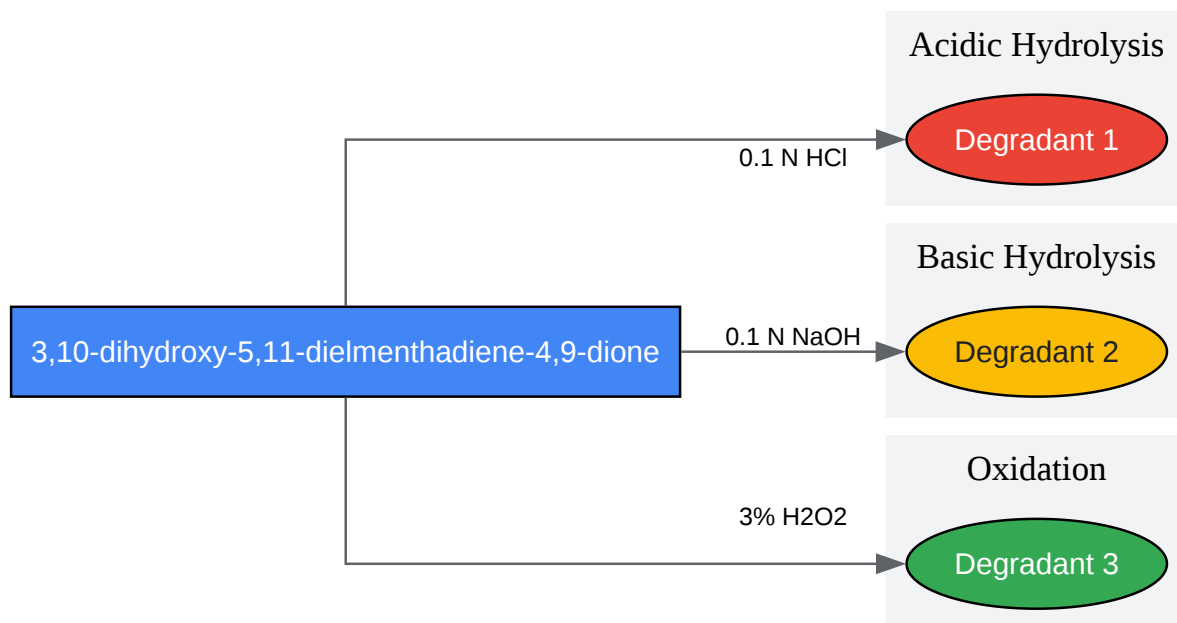 Acidic Hydrolysis
Degradant 1
0.1 N HCl
Basic Hydrolysis
3,10-dihydroxy-5,11-dielmenthadiene-4,9-dione
0.1 N NaOH
Degradant 2
Oxidation
3% H2O2
Degradant 3